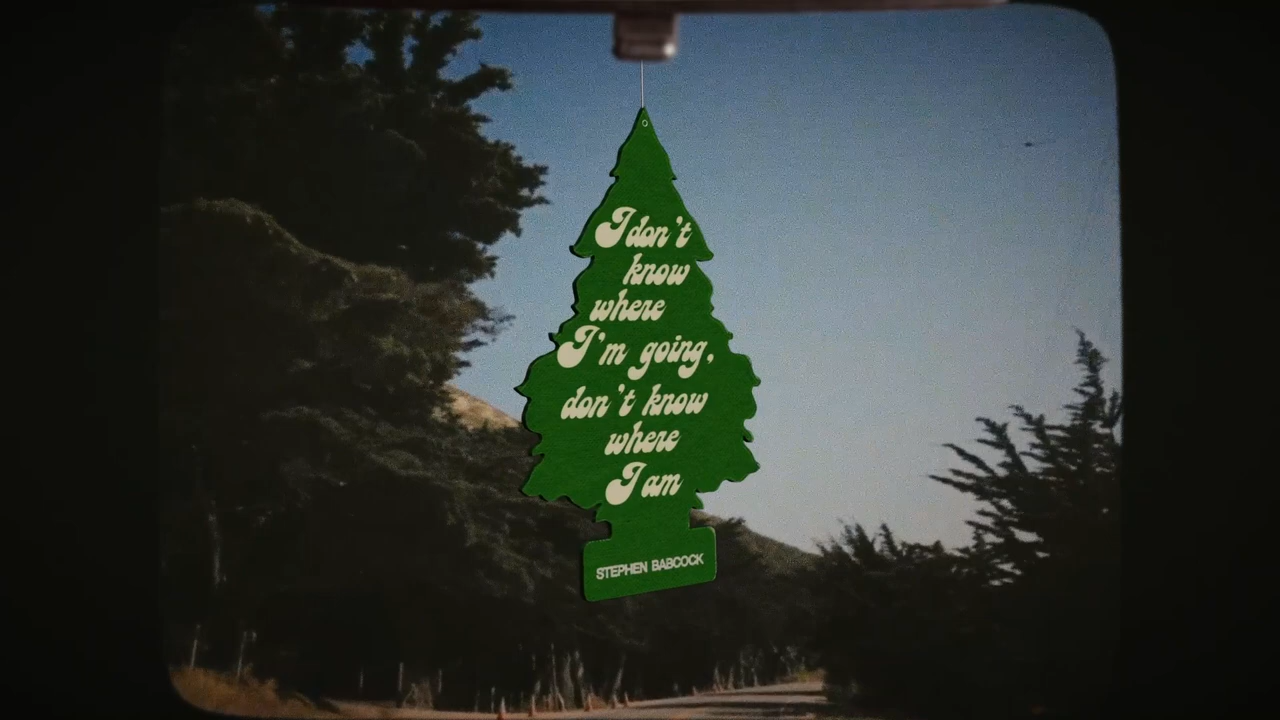 I don't
know
where
I'm going,
don't know
where
I am
STEPHEN BABCOCK